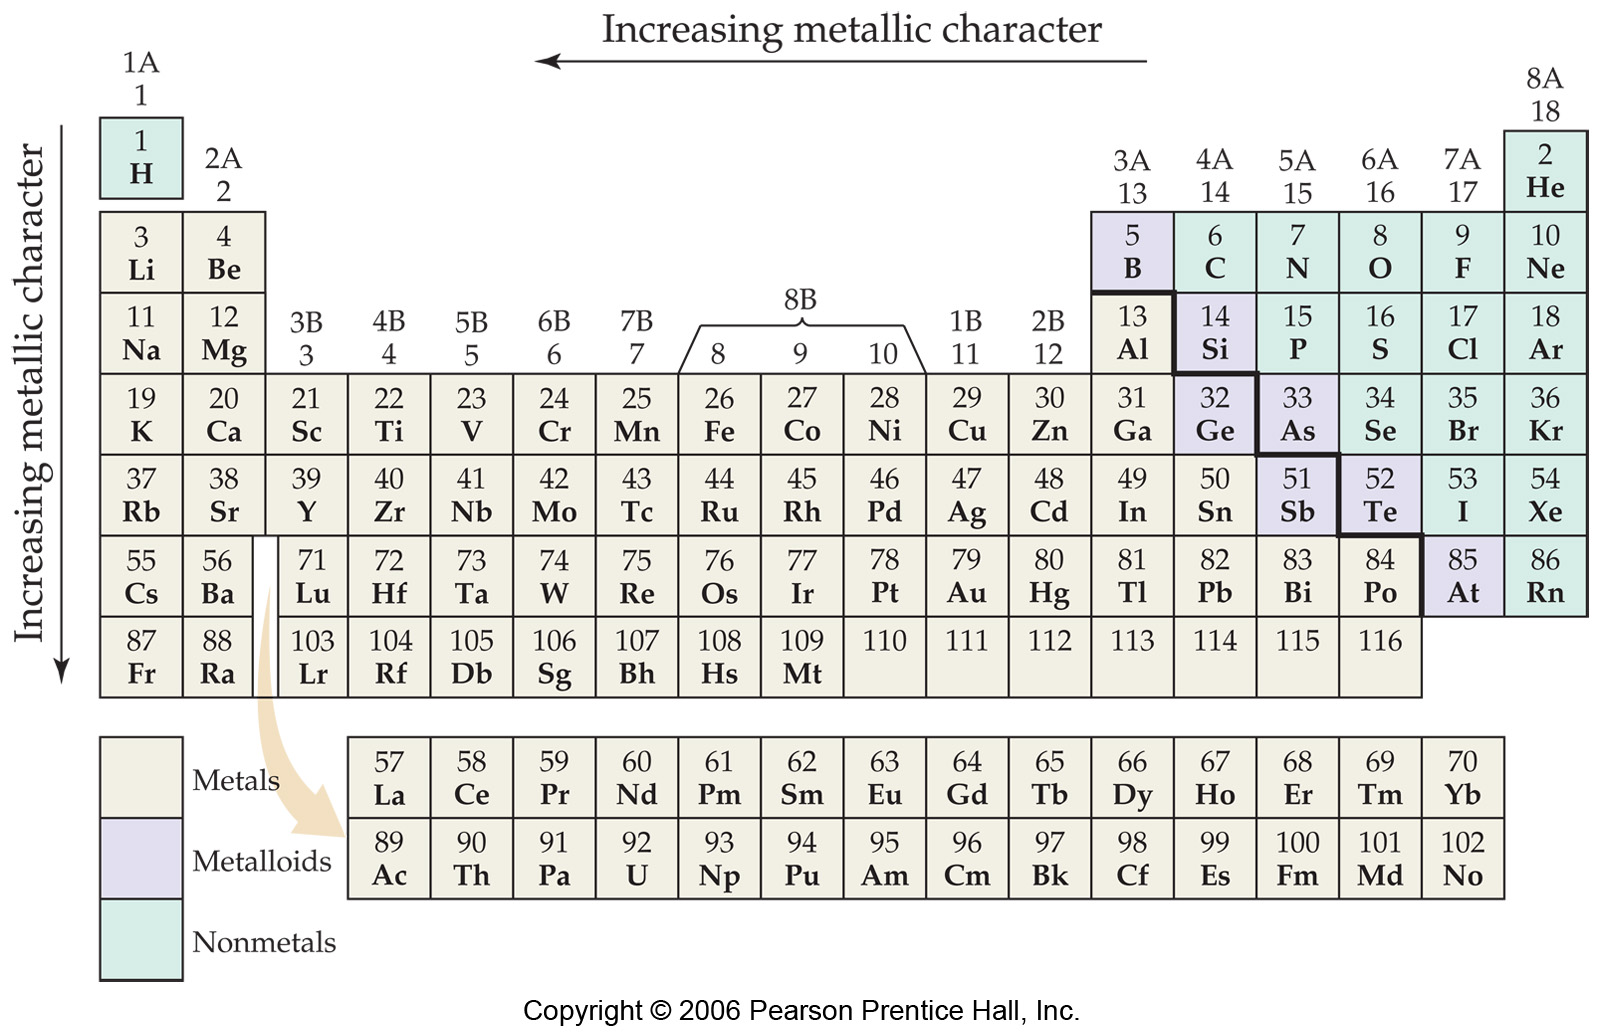 Increasing metallic character
Increasing metallic character
1A
1
2A
2
3A
13
4A
14
5A
15
6A
16
7A
17
8A
18
1 2
H He
3 4 5 6 7 8 9 10
Li Be B C N O F Ne
11 12 13 14 15 16 17 18
Na Mg Al Si P S Cl Ar
8B
3B 4B 5B 6B 7B 1B 2B
3 4 5 6 7 8 9 10 11 12
19 20 21 22 23 24 25 26 27 28 29 30 31 32 33 34 35 36
K Ca Sc Ti V Cr Mn Fe Co Ni Cu Zn Ga Ge As Se Br Kr
37 38 39 40 41 42 43 44 45 46 47 48 49 50 51 52 53 54
Rb Sr Y Zr Nb Mo Tc Ru Rh Pd Ag Cd In Sn Sb Te I Xe
55 56 71 72 73 74 75 76 77 78 79 80 81 82 83 84 85 86
Cs Ba Lu Hf Ta W Re Os Ir Pt Au Hg Tl Pb Bi Po At Rn
87 88 103 104 105 106 107 108 109 110 111 112 113 114 115 116
Fr Ra Lr Rf Db Sg Bh Hs Mt
57 58 59 60 61 62 63 64 65 66 67 68 69 70
La Ce Pr Nd Pm Sm Eu Gd Tb Dy Ho Er Tm Yb
89 90 91 92 93 94 95 96 97 98 99 100 101 102
Ac Th Pa U Np Pu Am Cm Bk Cf Es Fm Md No
Metals
Metalloids
Nonmetals
Copyright © 2006 Pearson Prentice Hall, Inc.